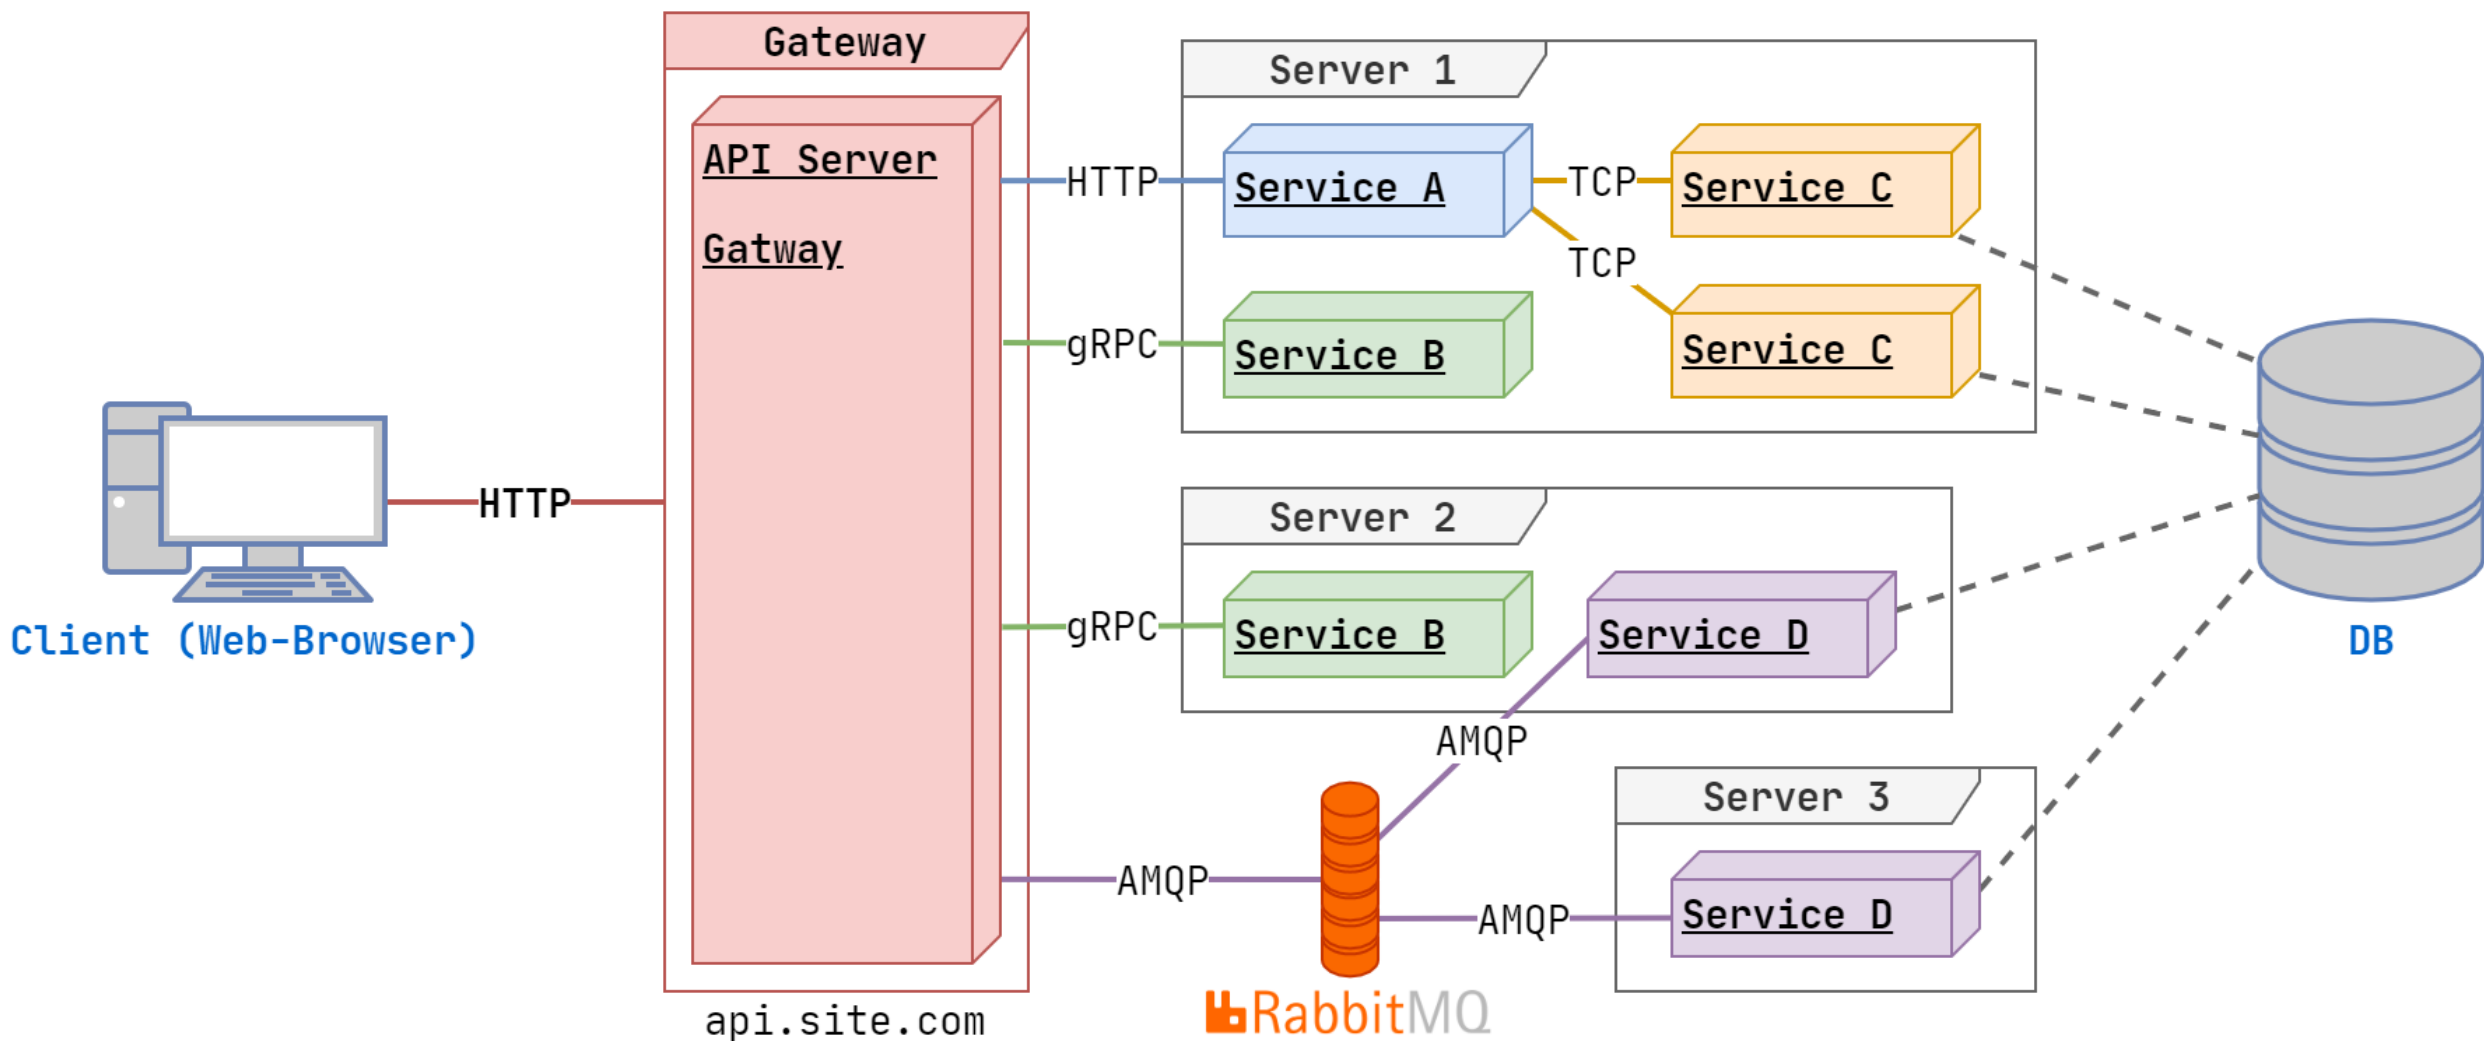 Gateway
API Server
Gatway
api.site.com
Client (Web-Browser)
HTTP
HTTP
gRPC
gRPC
AMQP
Server 1
Service A
TCP
Service C
TCP
Service B
Service C
Server 2
Service B
Service D
AMQP
AMQP
RabbitMQ
Server 3
Service D
DB